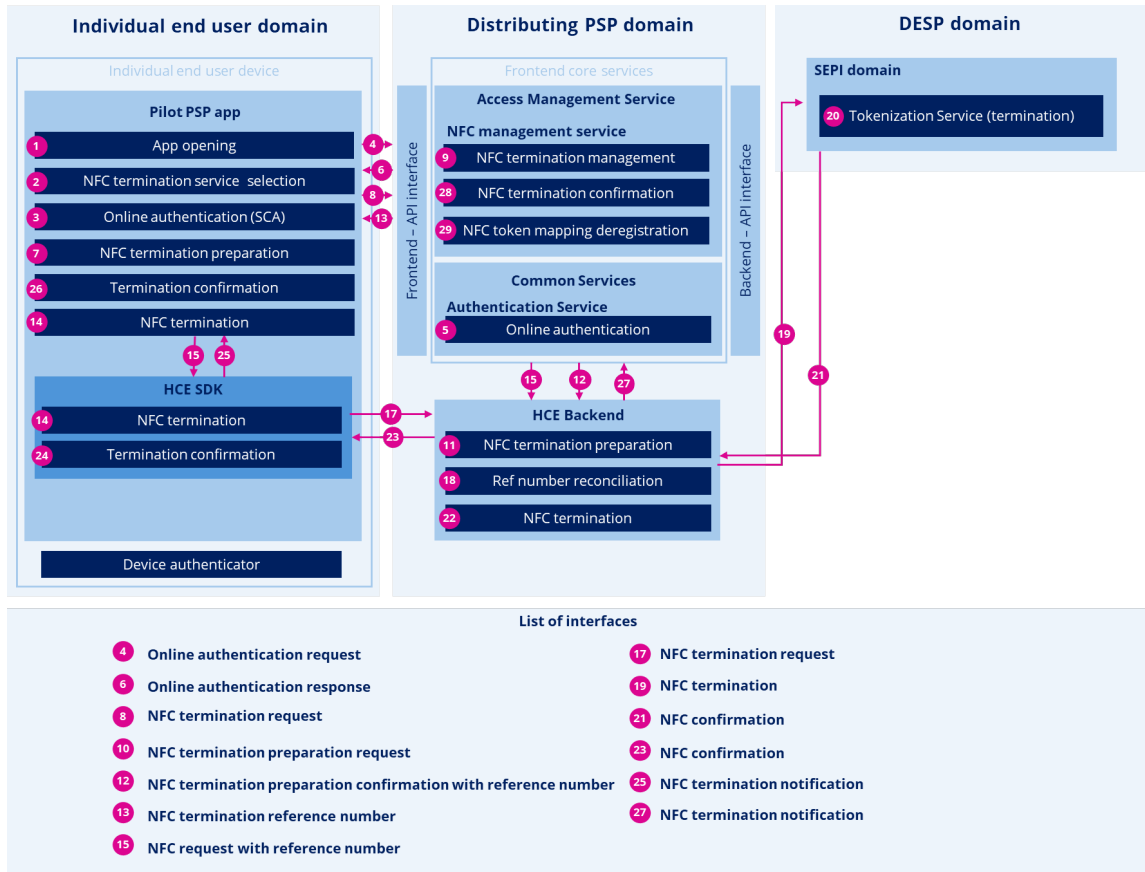 Individual end user domain
Individual end user device
Pilot PSP app
1 App opening
2 NFC termination service selection
3 Online authentication (SCA)
7 NFC termination preparation
26 Termination confirmation
14 NFC termination
15
25
HCE SDK
14 NFC termination
24 Termination confirmation
Device authenticator
4
6
8
13
17
23
Distributing PSP domain
Frontend core services
Frontend – API interface
Access Management Service
NFC management service
9 NFC termination management
28 NFC termination confirmation
29 NFC token mapping deregistration
Common Services
Authentication Service
5 Online authentication
Backend – API interface
15
12
27
HCE Backend
11 NFC termination preparation
18 Ref number reconciliation
22 NFC termination
DESP domain
SEPI domain
20 Tokenization Service (termination)
19
21
List of interfaces
4 Online authentication request
6 Online authentication response
8 NFC termination request
10 NFC termination preparation request
12 NFC termination preparation confirmation with reference number
13 NFC termination reference number
15 NFC request with reference number
17 NFC termination request
19 NFC termination
21 NFC confirmation
23 NFC confirmation
25 NFC termination notification
27 NFC termination notification